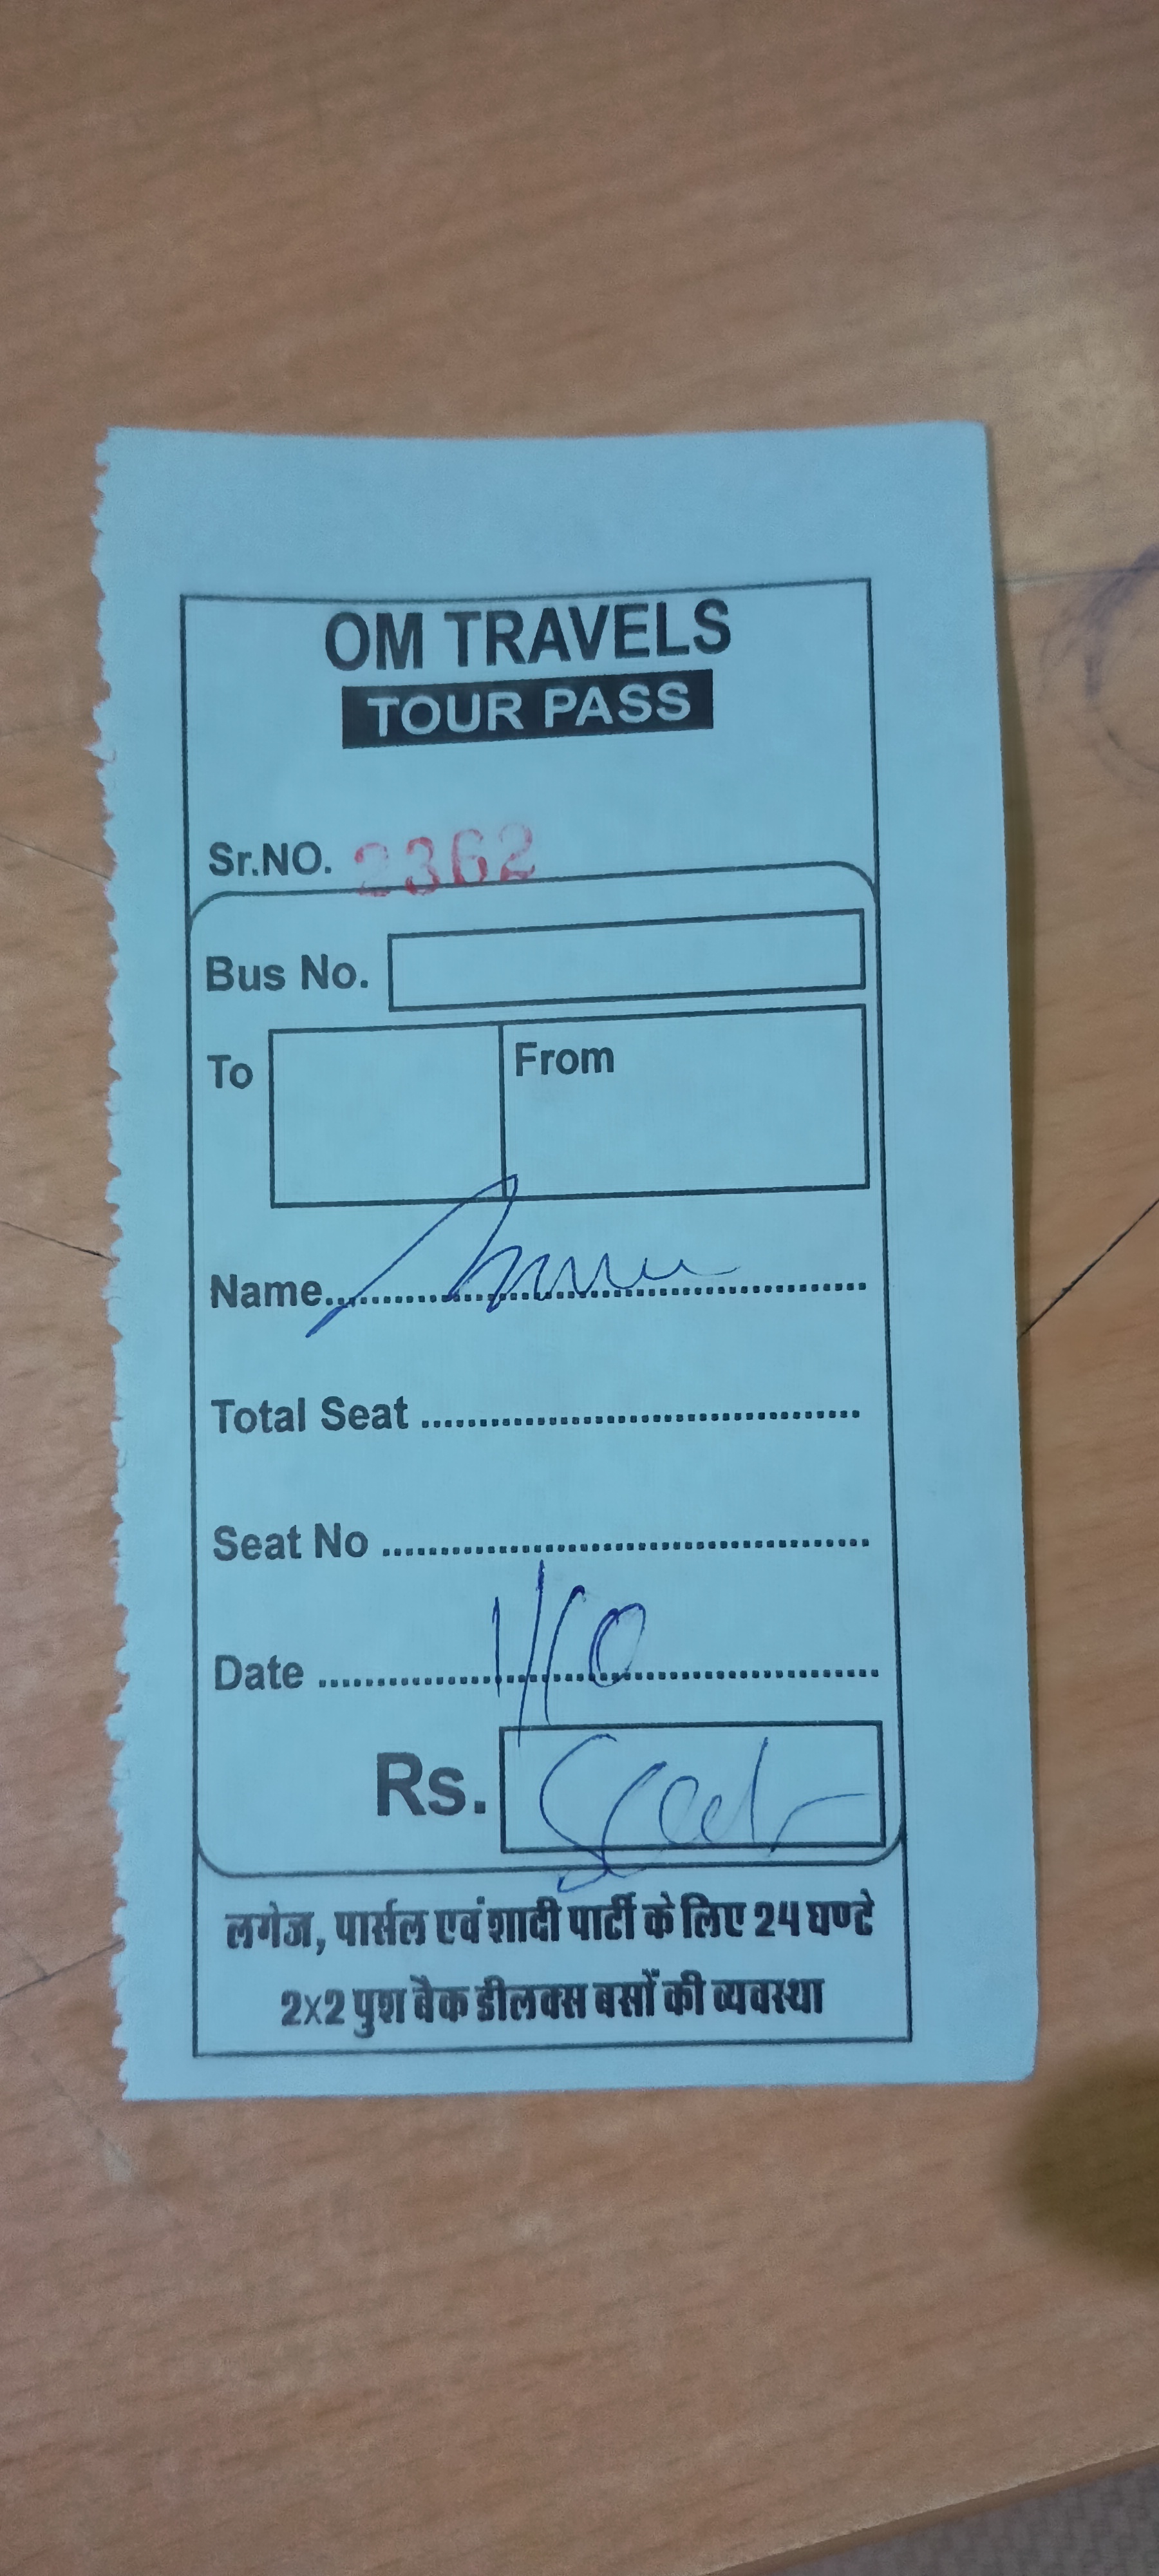 OM TRAVELS
TOUR PASS
Sr.NO. 2362
Bus No.
To From
Name....................................................
Total Seat ......................................
Seat No ..........................................
Date 1/10
Rs.
लगेज, पार्सल एवं शादी पार्टी के लिए 24 घण्टे
2x2 पुश बैक डीलक्स बसों की व्यवस्था